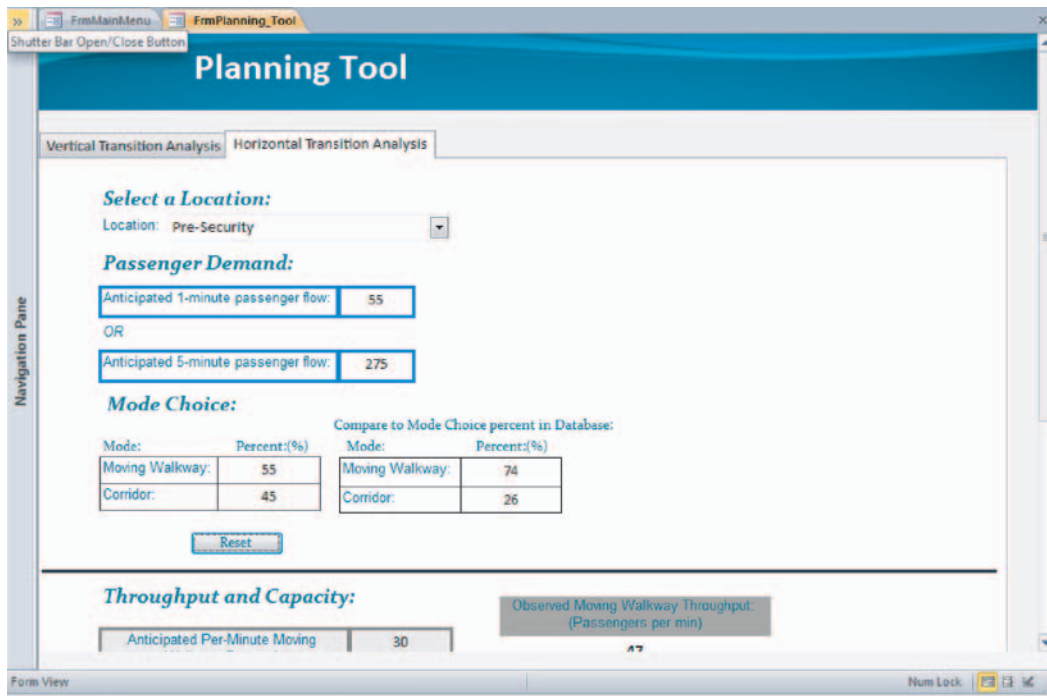 » FrmMainMenu FrmPlanning_Tool ×
Shutter Bar Open/Close Button
Planning Tool
Vertical Transition Analysis Horizontal Transition Analysis
Select a Location:
Location: Pre-Security
Passenger Demand:
Anticipated 1-minute passenger flow: 55
OR
Anticipated 5-minute passenger flow: 275
Navigation Pane
Mode Choice:
Compare to Mode Choice percent in Database:
Mode: Percent:(%) Mode: Percent:(%)
Moving Walkway: 55 Moving Walkway: 74
Corridor: 45 Corridor: 26
Reset
Throughput and Capacity:
Observed Moving Walkway Throughput:
(Passengers per min)
Anticipated Per-Minute Moving 30
47
Form View Num Lock